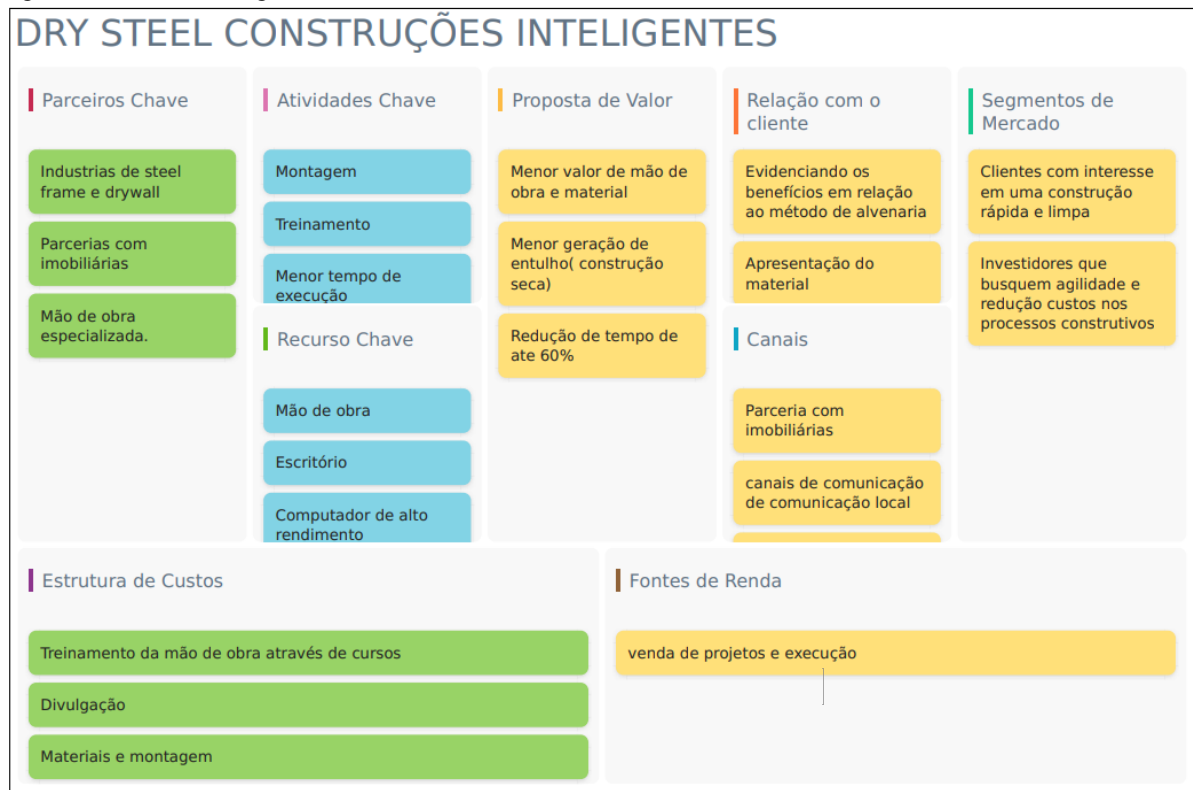 DRY STEEL CONSTRUÇÕES INTELIGENTES
Parceiros Chave
Industrias de steel
frame e drywall
Parcerias com
imobiliárias
Mão de obra
especializada.
Atividades Chave
Montagem
Treinamento
Menor tempo de
execução
Recurso Chave
Mão de obra
Escritório
Computador de alto
rendimento
Proposta de Valor
Menor valor de mão de
obra e material
Menor geração de
entulho( construção
seca)
Redução de tempo de
ate 60%
Relação com o
cliente
Evidenciando os
benefícios em relação
ao método de alvenaria
Apresentação do
material
Canais
Parceria com
imobiliárias
canais de comunicação
de comunicação local
Segmentos de
Mercado
Clientes com interesse
em uma construção
rápida e limpa
Investidores que
busquem agilidade e
redução custos nos
processos construtivos
Estrutura de Custos
Treinamento da mão de obra através de cursos
Divulgação
Materiais e montagem
Fontes de Renda
venda de projetos e execução